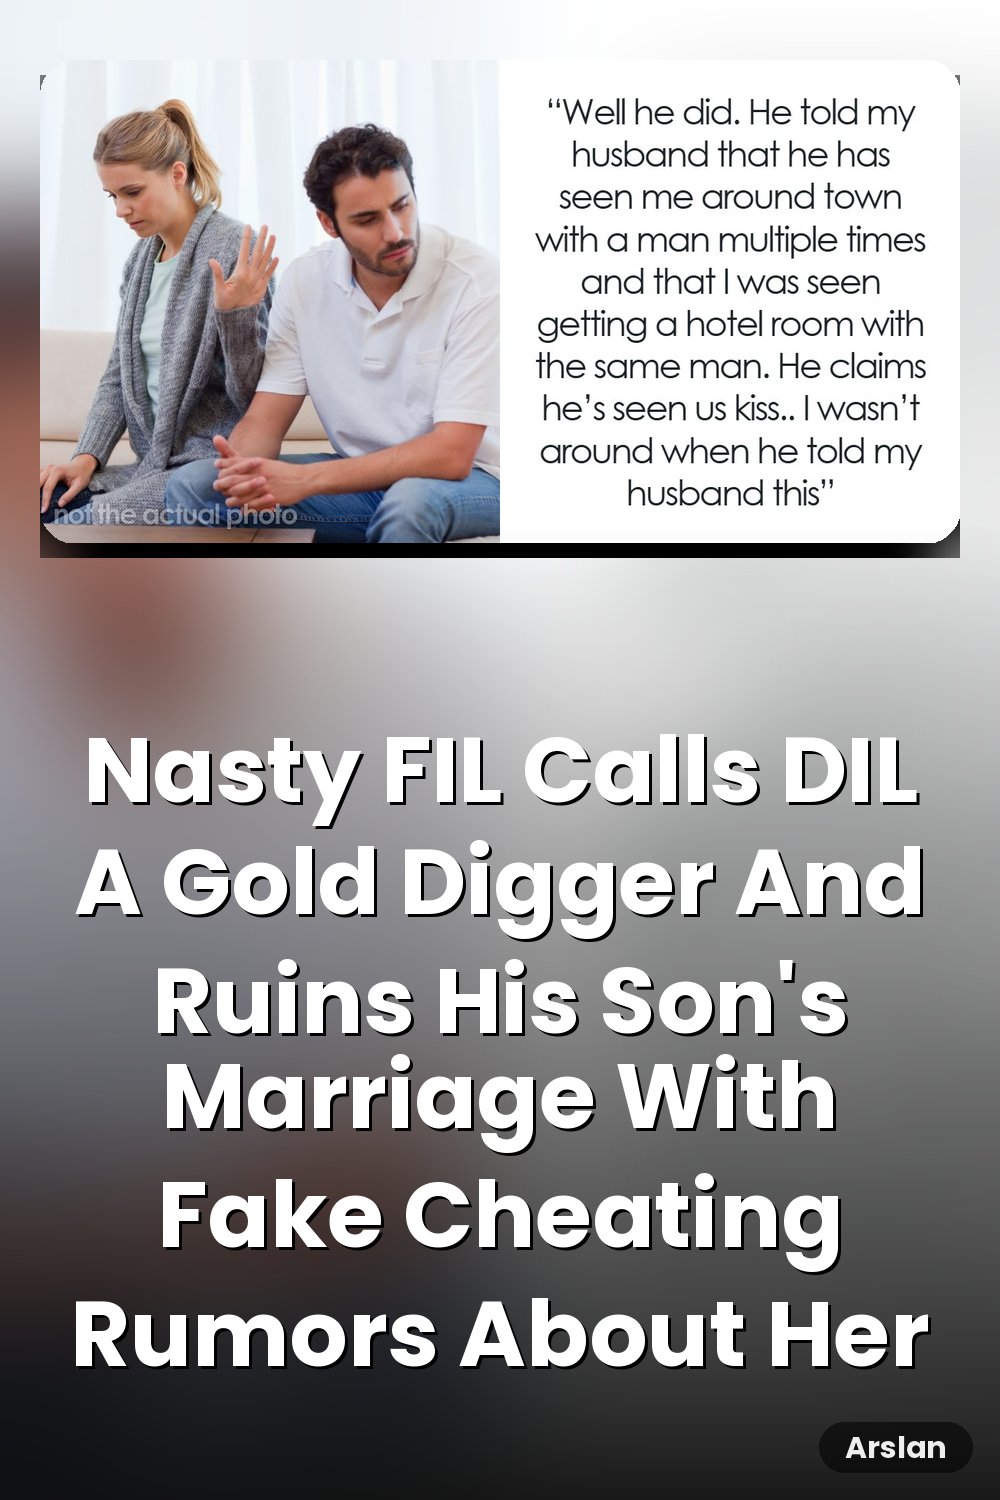 “Well he did. He told my
husband that he has
seen me around town
with a man multiple times
and that I was seen
getting a hotel room with
the same man. He claims
he’s seen us kiss.. I wasn’t
around when he told my
husband this”
not the actual photo
Nasty FIL Calls DIL
A Gold Digger And
Ruins His Son's
Marriage With
Fake Cheating
Rumors About Her
Arslan